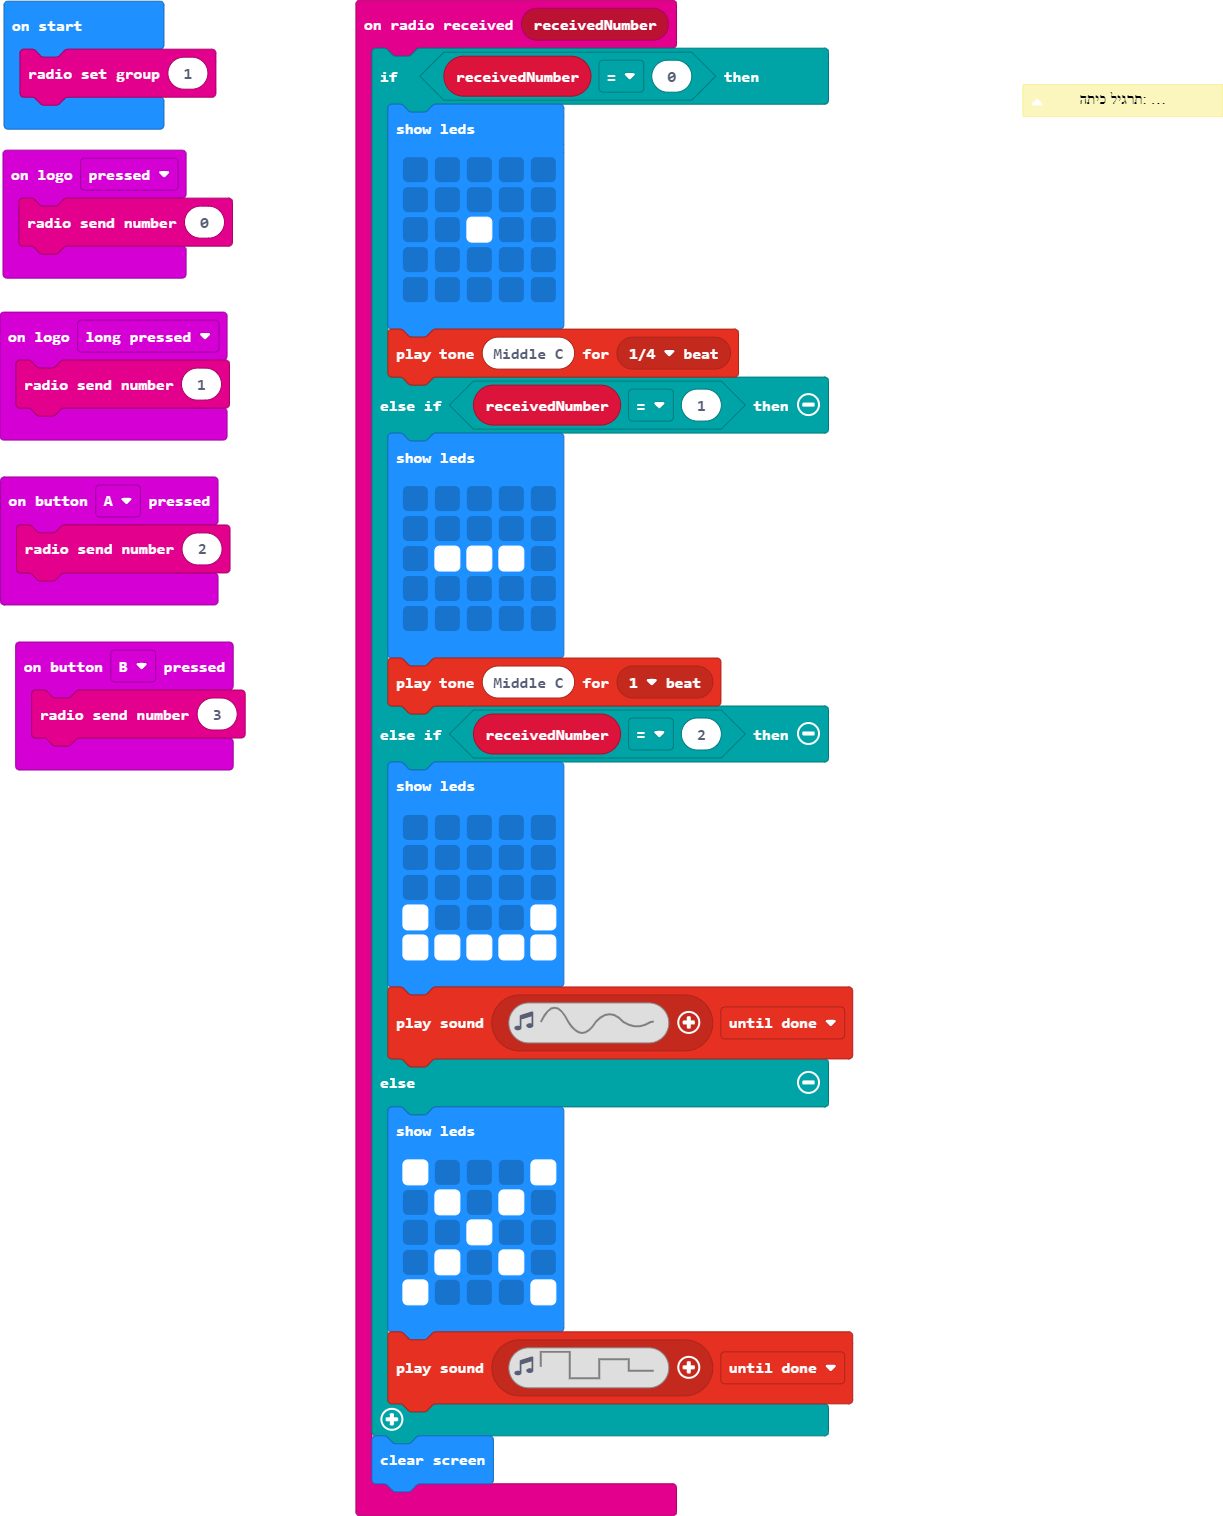 on start
radio set group 1
on logo pressed
radio send number 0
on logo long pressed
radio send number 1
on button A pressed
radio send number 2
on button B pressed
radio send number 3
on radio received receivedNumber
if receivedNumber = 0 then
show leds
play tone Middle C for 1/4 beat
else if receivedNumber = 1 then
show leds
play tone Middle C for 1 beat
else if receivedNumber = 2 then
show leds
play sound until done
else
show leds
play sound until done
clear screen
תרגיל כיתה: ...